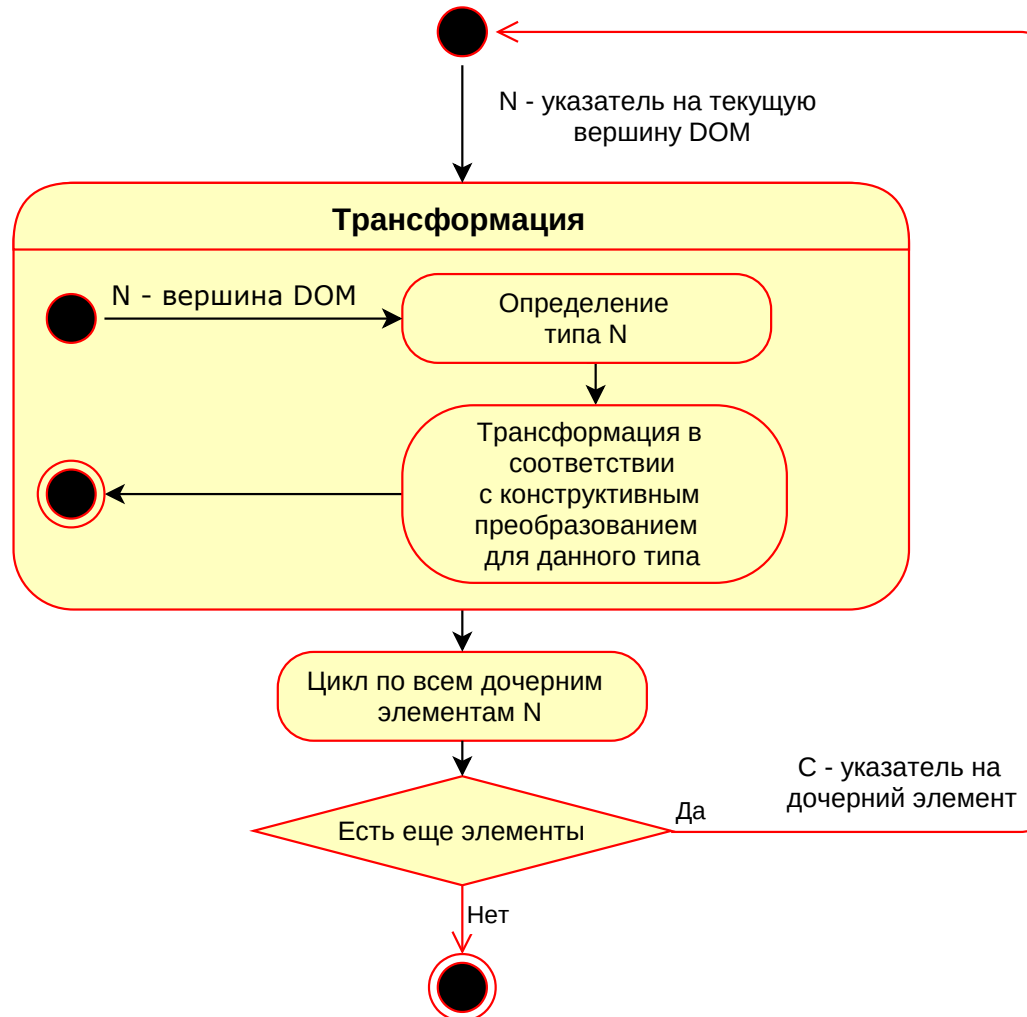 N - указатель на текущую
вершину DOM
Трансформация
N - вершина DOM
Определение
типа N
Трансформация в
соответствии
с конструктивным
преобразованием
для данного типа
Цикл по всем дочерним
элементам N
С - указатель на
дочерний элемент
Да
Есть еще элементы
Нет